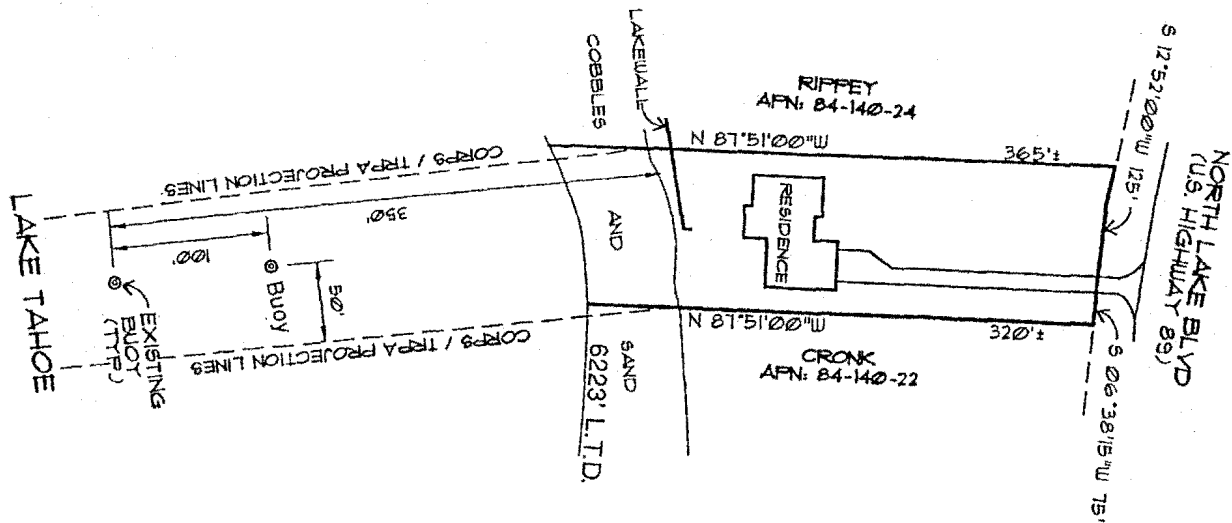 S 12°52'00"W 125'
NORTH LAKE BLVD
(U.S. HIGHWAY 89)
RIPPEY
APN: 84-140-24
N 87°51'00"W
365'±
LAKEWALL
COBBLES
AND
SAND
6223' L.T.D.
RESIDENCE
N 87°51'00"W
320'±
CRONK
APN: 84-140-22
S 06°38'15"W 75'
CORPS / TRPA PROJECTION LINES
350'
100'
50'
Buoy
EXISTING
BUOY
(TYP.)
CORPS / TRPA PROJECTION LINES
LAKE TAHOE